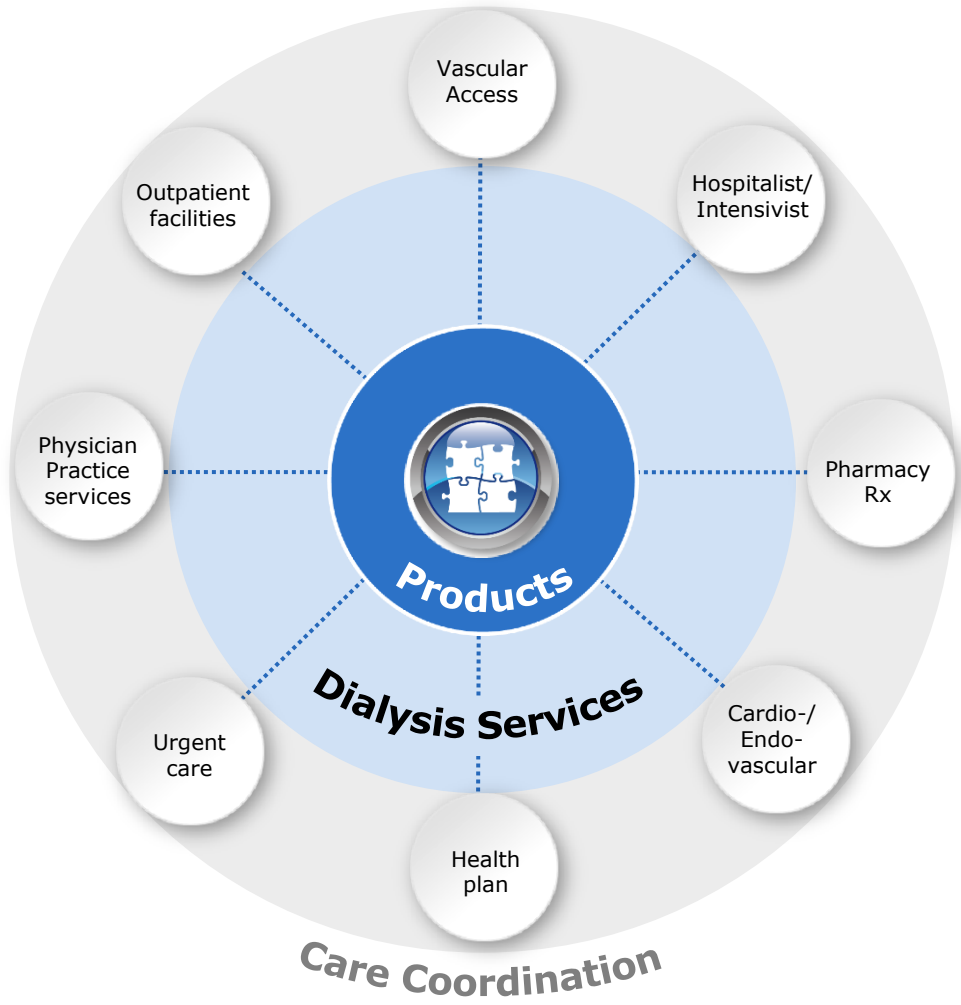 Vascular
Access
Outpatient
facilities
Hospitalist/
Intensivist
Physician
Practice
services
Pharmacy
Rx
Products
Dialysis Services
Urgent
care
Cardio-/
Endo-
vascular
Health
plan
Care Coordination